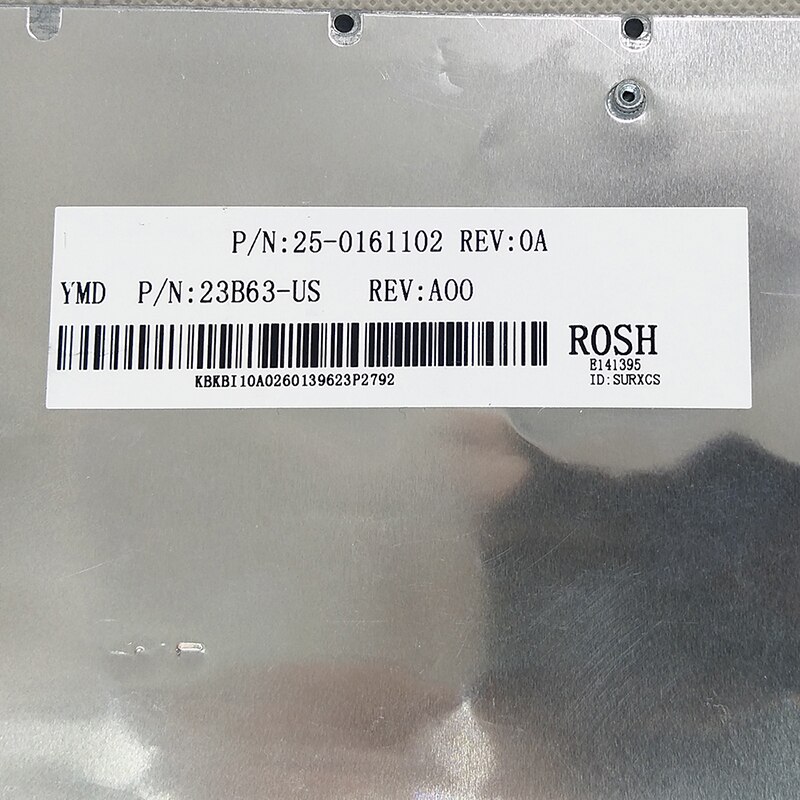 P/N:25-0161102 REV:0A
YMD P/N:23B63-US REV:A00
ROSH
E141395
KBKBI10A0260139623P2792
ID:SURXCS